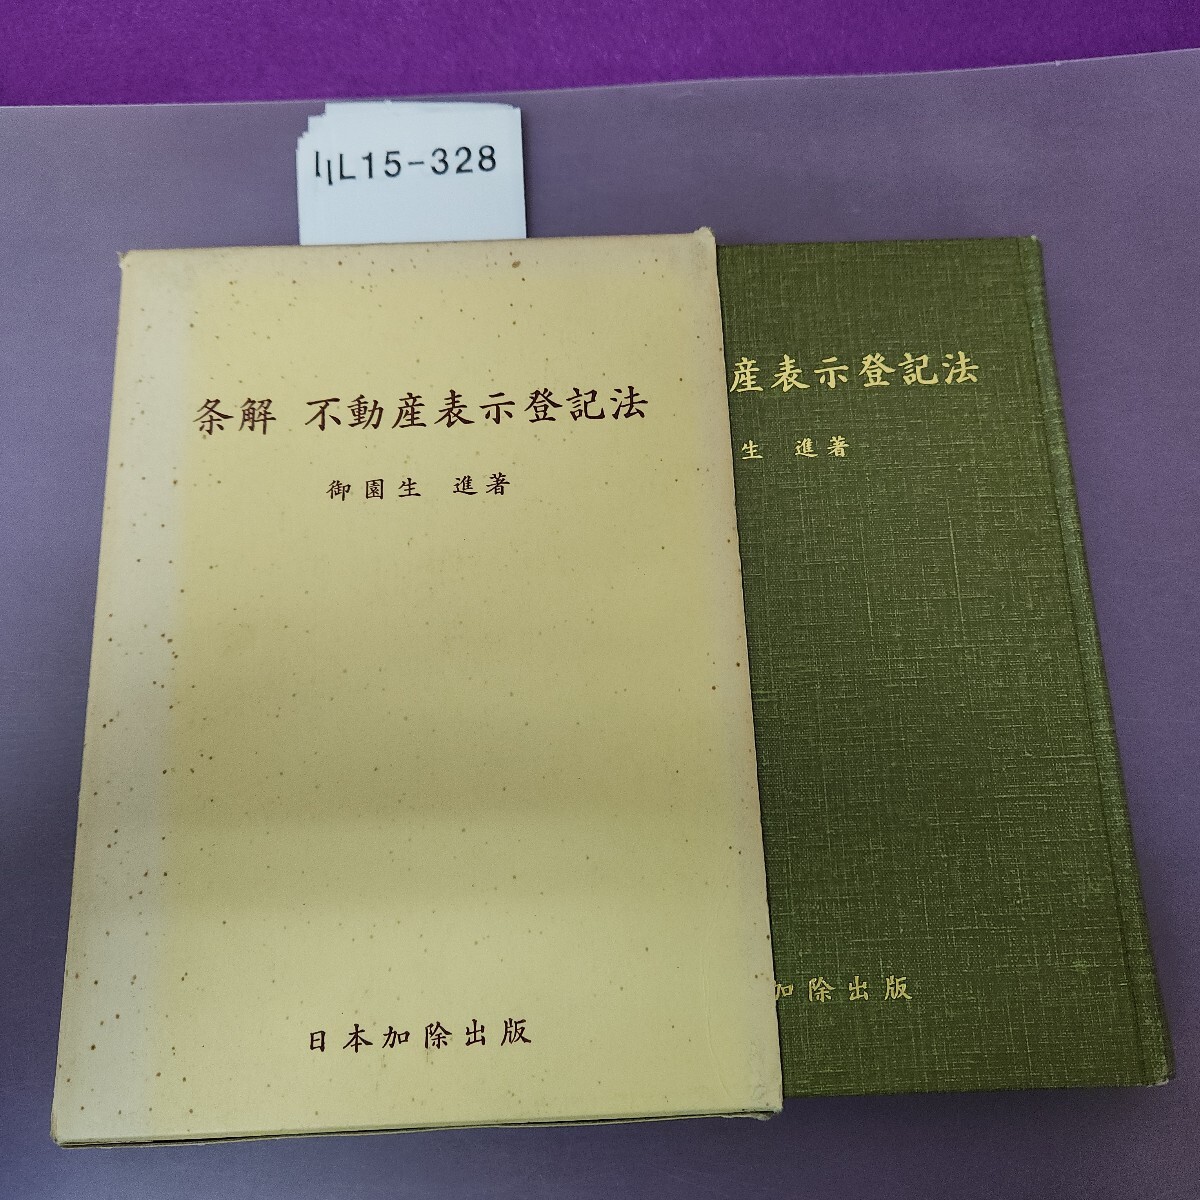 L15-328
条解 不動産表示登記法
御園生 進著
日本加除出版
産表示登記法
生 進著
加除出版